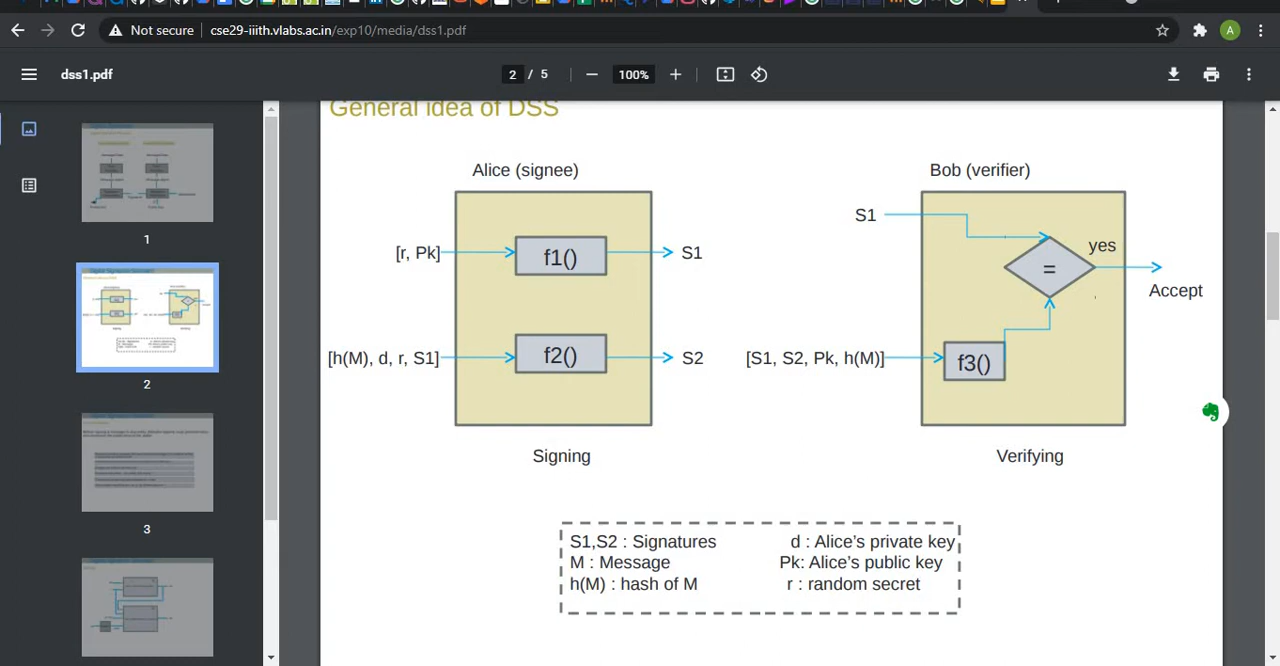 Not secure
cse29-iiith.vlabs.ac.in/exp10/media/dss1.pdf
A
dss1.pdf
2 / 5
100%
1
2
3
General idea of DSS
Alice (signee)
Bob (verifier)
S1
[r, Pk]
f1()
S1
=
yes
Accept
[h(M), d, r, S1]
f2()
S2
[S1, S2, Pk, h(M)]
f3()
Signing
Verifying
S1,S2 : Signatures d : Alice's private key
M : Message Pk: Alice's public key
h(M) : hash of M r : random secret